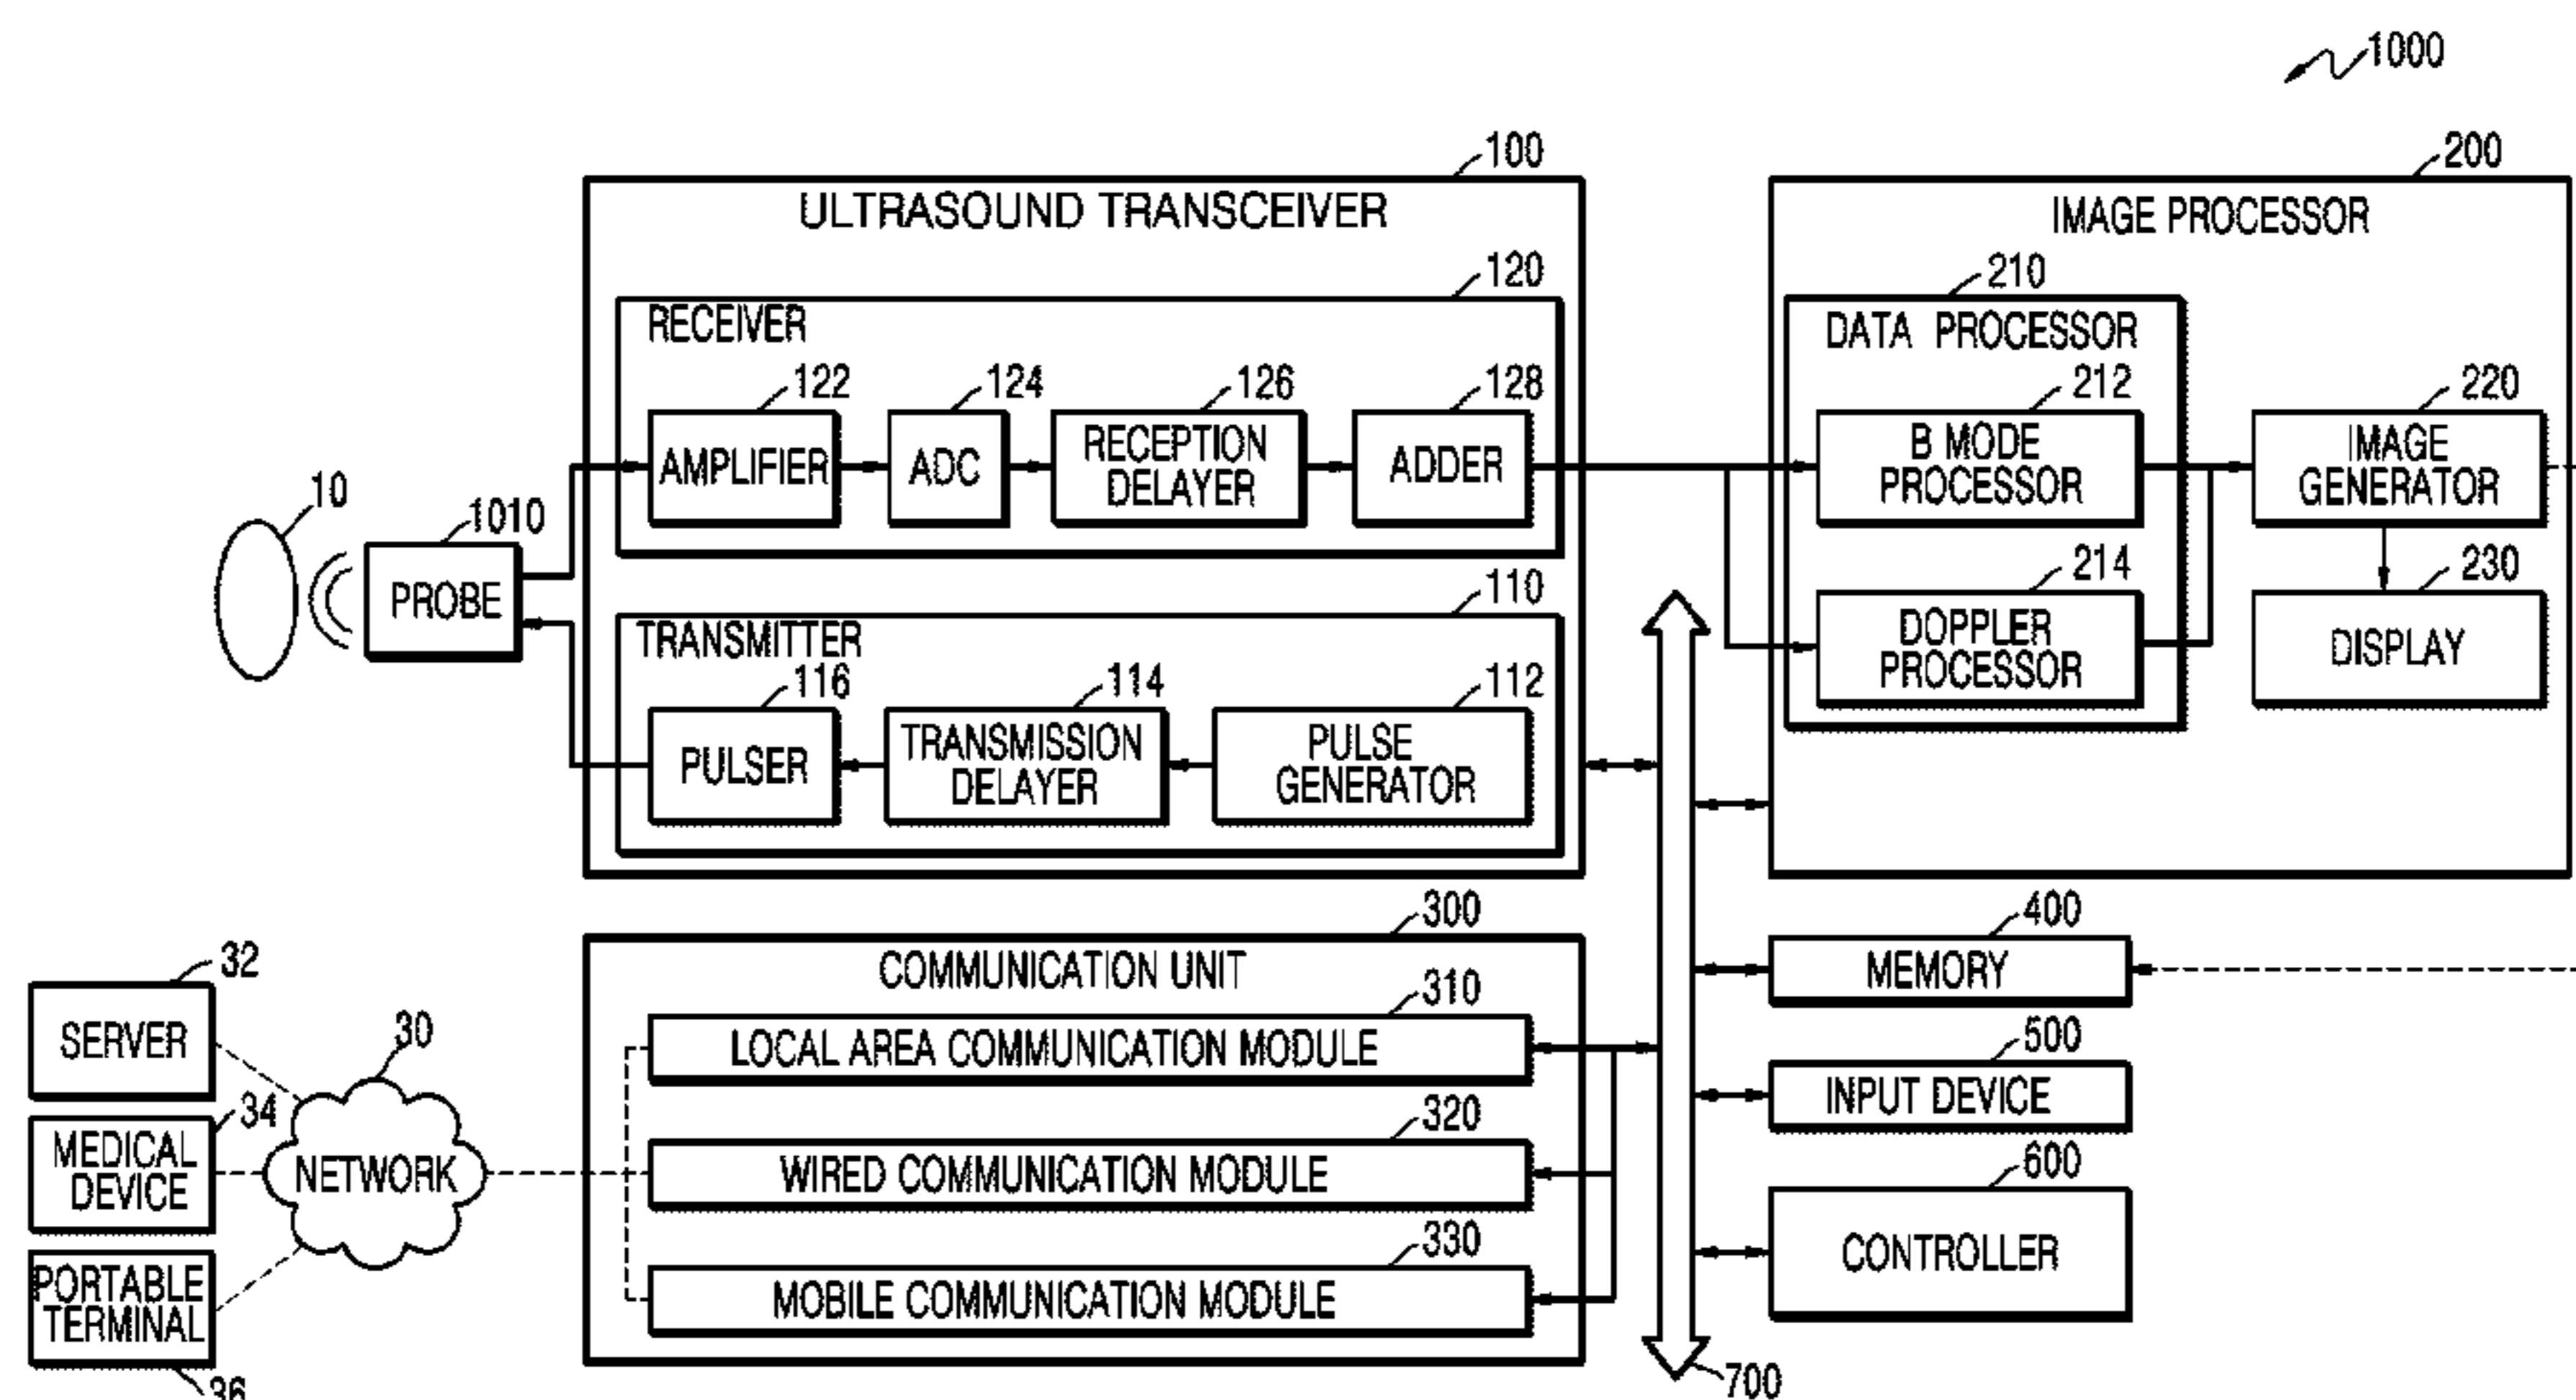 1000
100
ULTRASOUND TRANSCEIVER
120
RECEIVER
122
AMPLIFIER
124
ADC
126
RECEPTION
DELAYER
128
ADDER
10
1010
PROBE
110
TRANSMITTER
116
PULSER
114
TRANSMISSION
DELAYER
112
PULSE
GENERATOR
200
IMAGE PROCESSOR
210
DATA PROCESSOR
212
B MODE
PROCESSOR
214
DOPPLER
PROCESSOR
220
IMAGE
GENERATOR
230
DISPLAY
300
COMMUNICATION UNIT
310
LOCAL AREA COMMUNICATION MODULE
320
WIRED COMMUNICATION MODULE
330
MOBILE COMMUNICATION MODULE
32
SERVER
30
NETWORK
34
MEDICAL
DEVICE
PORTABLE
TERMINAL
36
400
MEMORY
500
INPUT DEVICE
600
CONTROLLER
700